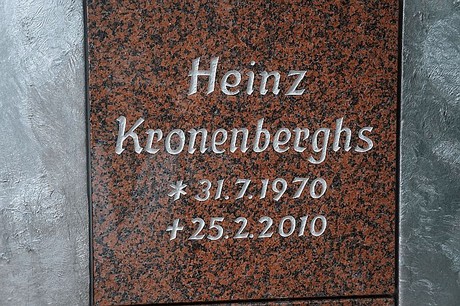 Heinz
Kronenberghs
* 31.7.1970
+ 25.2.2010